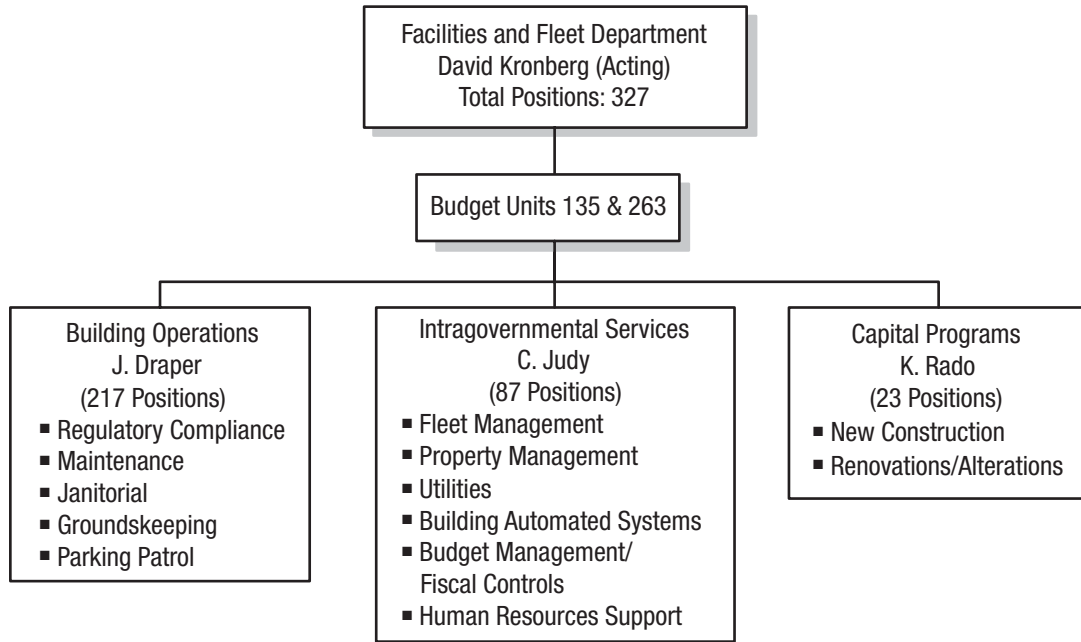 Facilities and Fleet Department
David Kronberg (Acting)
Total Positions: 327
Budget Units 135 & 263
Building Operations
J. Draper
(217 Positions)
▪ Regulatory Compliance
▪ Maintenance
▪ Janitorial
▪ Groundskeeping
▪ Parking Patrol
Intragovernmental Services
C. Judy
(87 Positions)
▪ Fleet Management
▪ Property Management
▪ Utilities
▪ Building Automated Systems
▪ Budget Management/
Fiscal Controls
▪ Human Resources Support
Capital Programs
K. Rado
(23 Positions)
▪ New Construction
▪ Renovations/Alterations